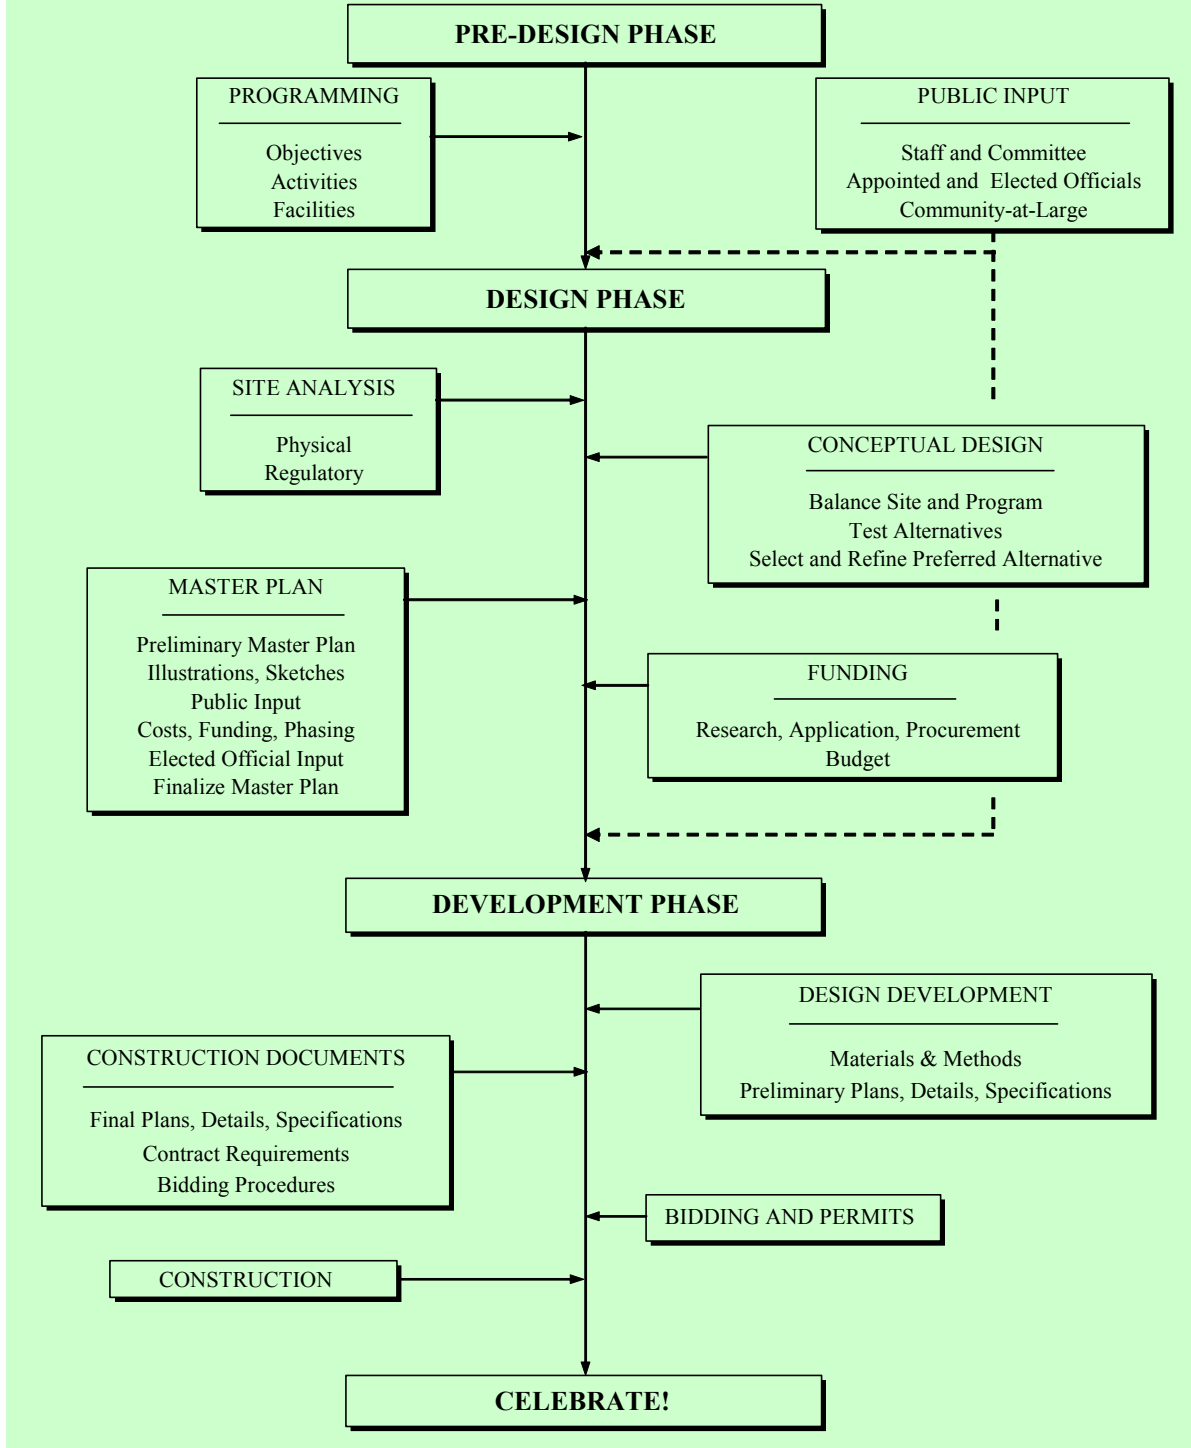 PRE-DESIGN PHASE
PROGRAMMING
Objectives
Activities
Facilities
PUBLIC INPUT
Staff and Committee
Appointed and Elected Officials
Community-at-Large
DESIGN PHASE
SITE ANALYSIS
Physical
Regulatory
CONCEPTUAL DESIGN
Balance Site and Program
Test Alternatives
Select and Refine Preferred Alternative
MASTER PLAN
Preliminary Master Plan
Illustrations, Sketches
Public Input
Costs, Funding, Phasing
Elected Official Input
Finalize Master Plan
FUNDING
Research, Application, Procurement
Budget
DEVELOPMENT PHASE
DESIGN DEVELOPMENT
Materials & Methods
Preliminary Plans, Details, Specifications
CONSTRUCTION DOCUMENTS
Final Plans, Details, Specifications
Contract Requirements
Bidding Procedures
BIDDING AND PERMITS
CONSTRUCTION
CELEBRATE!